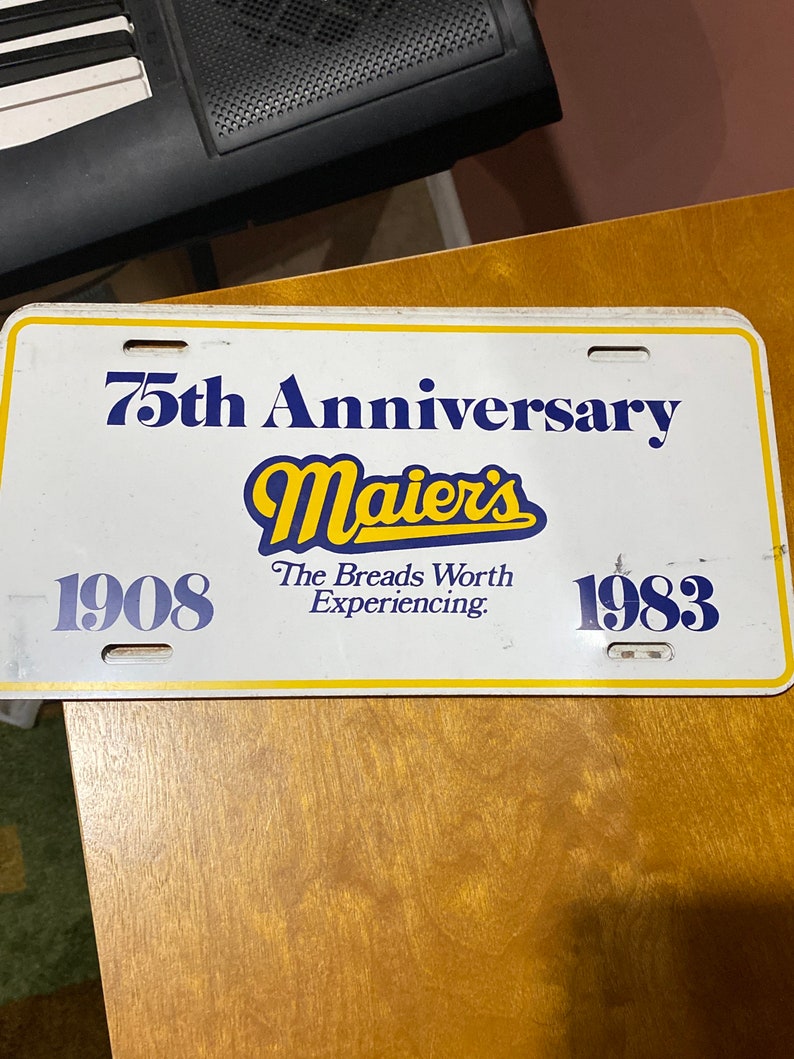 75th Anniversary
Maier's
The Breads Worth
Experiencing.
1908
1983